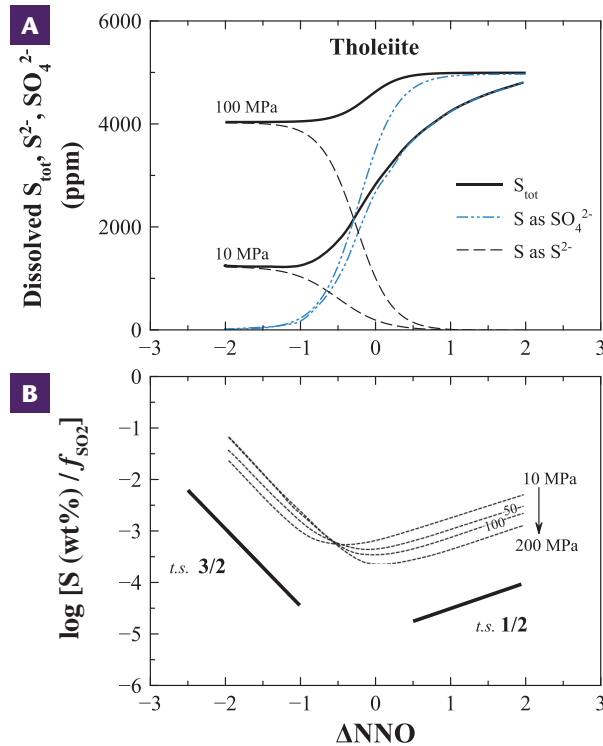 A
Dissolved S_tot, S^2-, SO_4^2-
(ppm)
6000
4000
2000
0
Tholeiite
100 MPa
10 MPa
S_tot
S as SO_4^2-
S as S^2-
−3 −2 −1 0 1 2 3
B
log [S (wt%) / f_SO2]
0
−1
−2
−3
−4
−5
−6
10 MPa
50
100
200 MPa
t.s. 3/2
t.s. 1/2
−3 −2 −1 0 1 2 3
ΔNNO